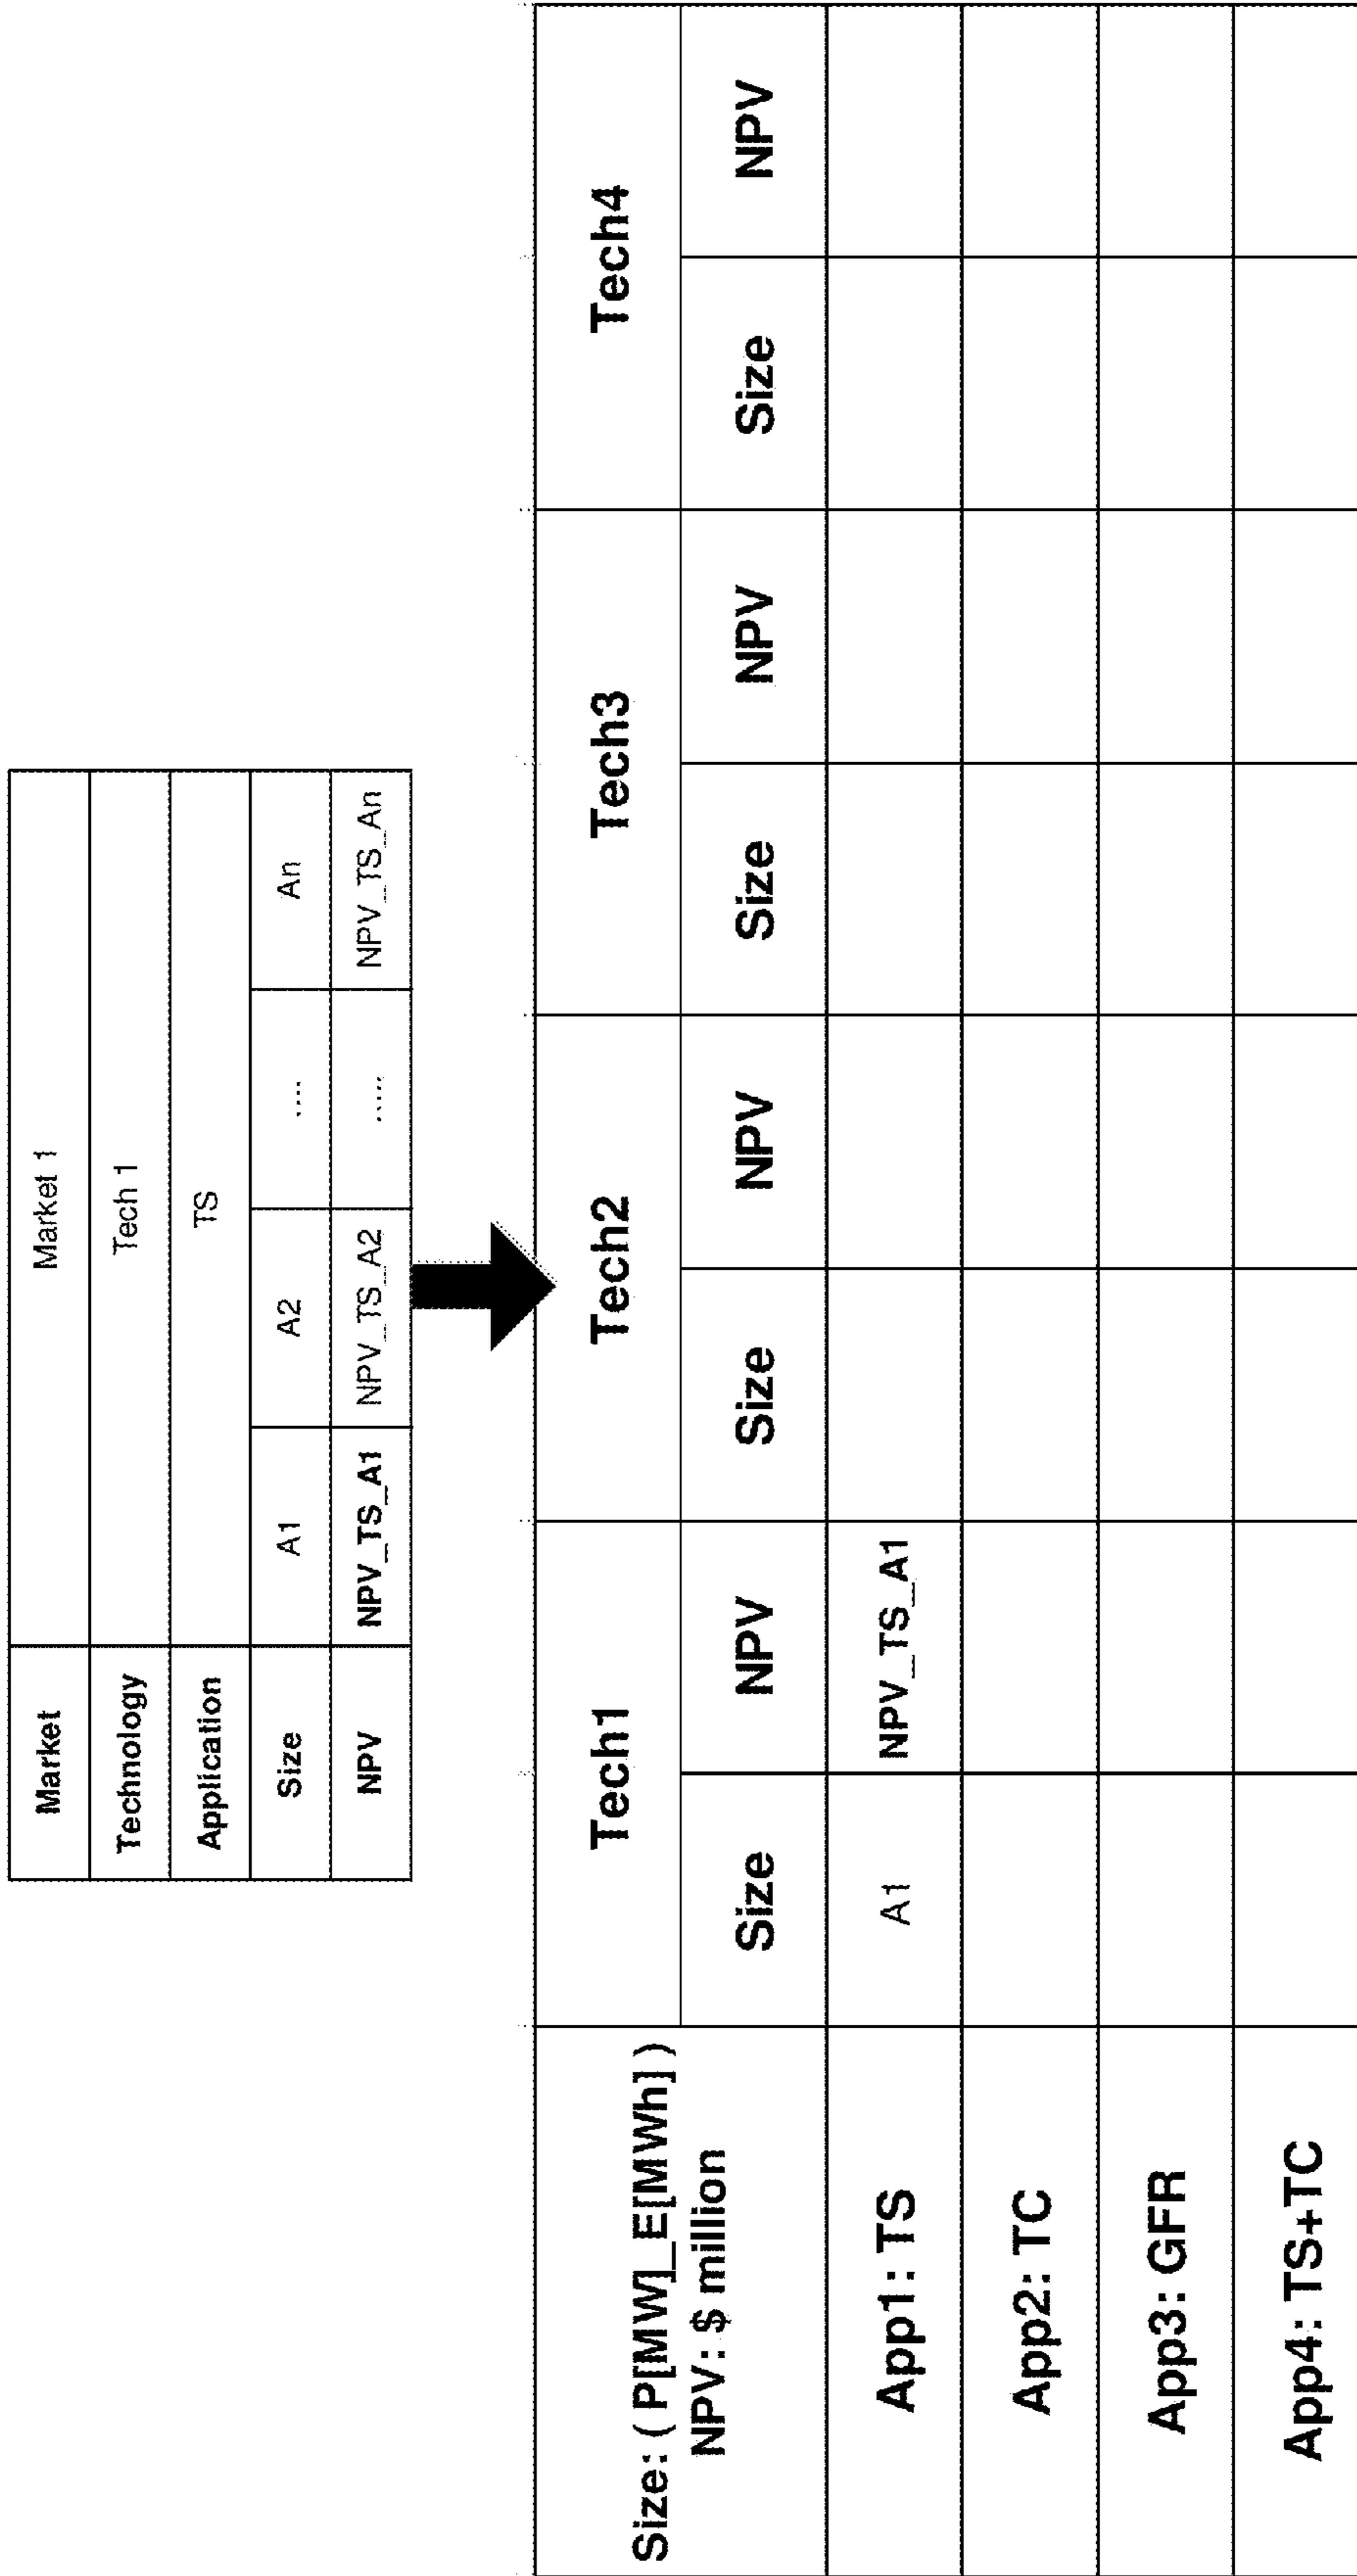 Market
Market 1
Technology
Tech 1
Application
TS
Size
A1
A2
....
An
NPV
NPV_TS_A1
NPV_TS_A2
.....
NPV_TS_An
Size: ( P[MW]_E[MWh] )
NPV: $ million
Tech1
Tech2
Tech3
Tech4
Size
NPV
Size
NPV
Size
NPV
Size
NPV
App1: TS
A1
NPV_TS_A1
App2: TC
App3: GFR
App4: TS+TC